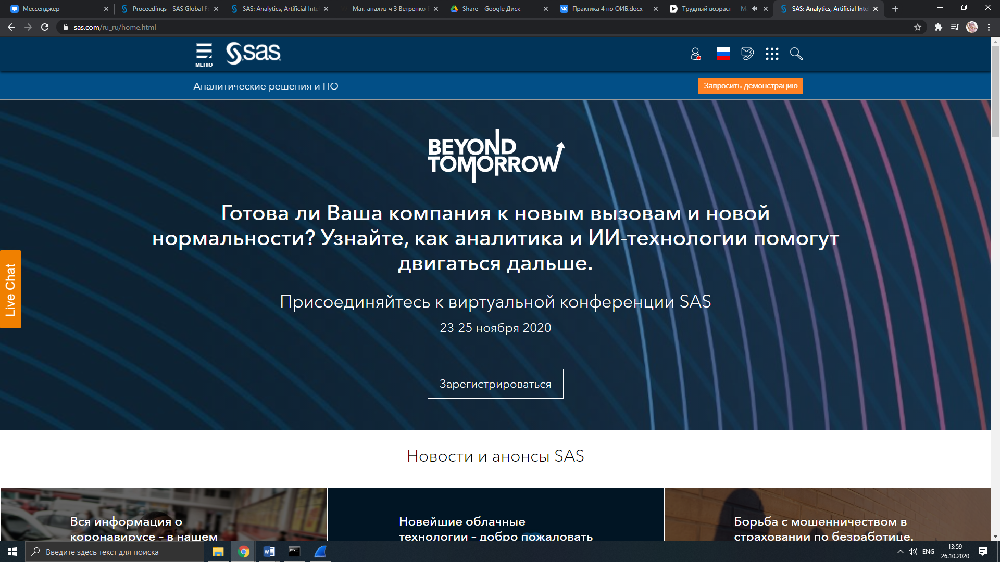 Мессенджер
Proceedings - SAS Global Fo
SAS: Analytics, Artificial Inte
Мат. анализ ч 3 Ветренко
Share – Google Диск
Практика 4 по ОИБ.docx
Трудный возраст — М
SAS: Analytics, Artificial Inte
sas.com/ru_ru/home.html
МЕНЮ
sas
Аналитические решения и ПО
Запросить демонстрацию
BEYOND
TOMORROW
Готова ли Ваша компания к новым вызовам и новой
нормальности? Узнайте, как аналитика и ИИ-технологии помогут
двигаться дальше.
Присоединяйтесь к виртуальной конференции SAS
23-25 ноября 2020
Зарегистрироваться
Live Chat
Новости и анонсы SAS
Вся информация о
коронавирусе – в нашем
Новейшие облачные
технологии – добро пожаловать
Борьба с мошенничеством в
страховании по безработице.
Введите здесь текст для поиска
ENG
13:59
26.10.2020